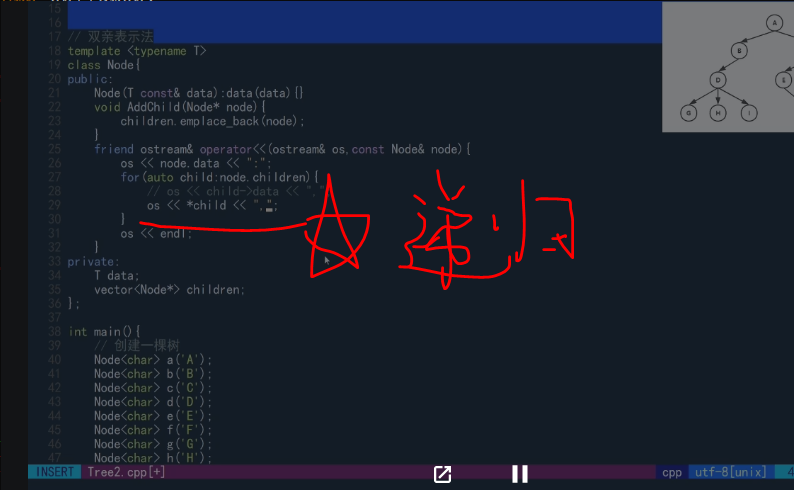 15
16
17 // 双亲表示法
18 template <typename T>
19 class Node{
20 public:
21     Node(T const& data):data(data){}
22     void AddChild(Node* node){
23         children.emplace_back(node);
24     }
25     friend ostream& operator<<(ostream& os,const Node& node){
26         os << node.data << ":";
27         for(auto child:node.children){
28             // os << child->data << ","
29             os << *child << ",";
30         }
31         os << endl;
32     }
33 private:
34     T data;
35     vector<Node*> children;
36 };
37
38 int main(){
39     // 创建一棵树
40     Node<char> a('A');
41     Node<char> b('B');
42     Node<char> c('C');
43     Node<char> d('D');
44     Node<char> e('E');
45     Node<char> f('F');
46     Node<char> g('G');
47     Node<char> h('H');
INSERT Tree2.cpp[+] cpp utf-8[unix] 4
递归
A
B
D
E
G H I